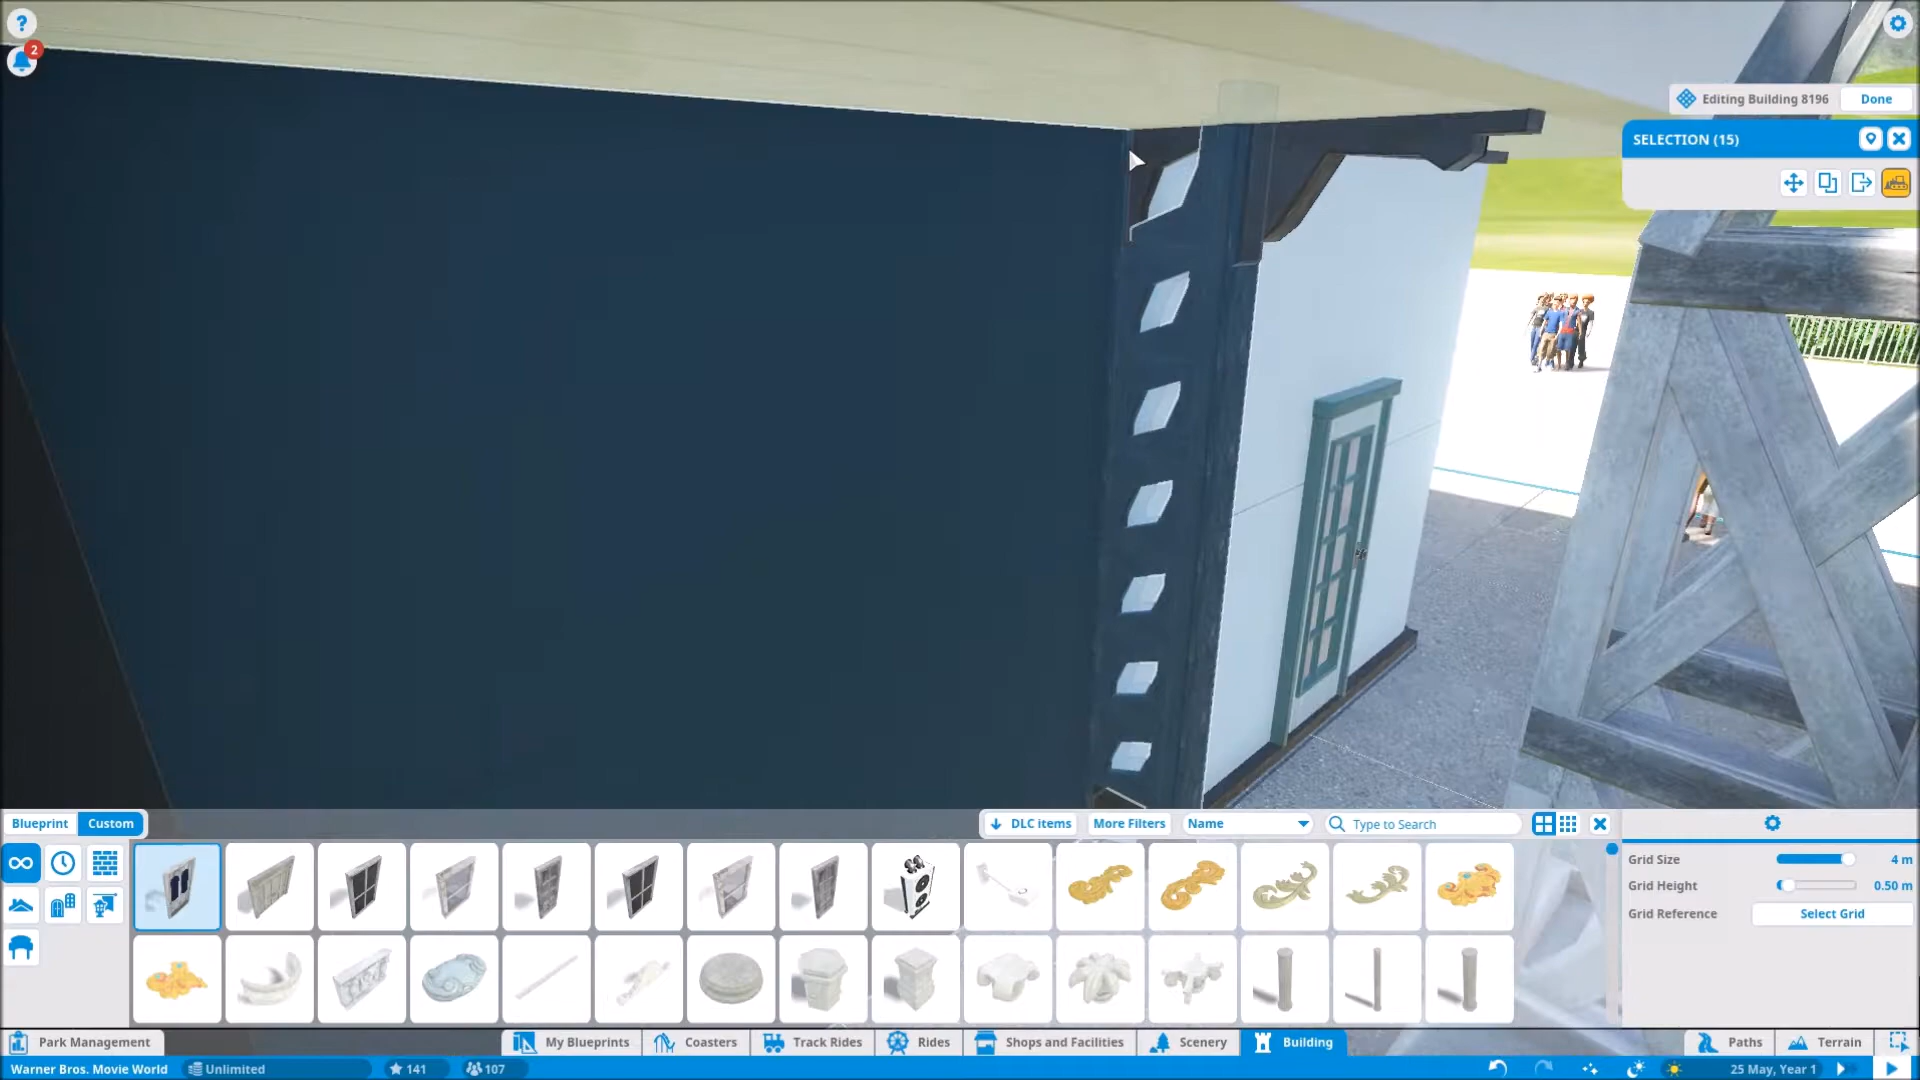 ?
2
Editing Building 8196
Done
SELECTION (15)
Blueprint
Custom
DLC items
More Filters
Name
Type to Search
Grid Size
4 m
Grid Height
0.50 m
Grid Reference
Select Grid
Park Management
My Blueprints
Coasters
Track Rides
Rides
Shops and Facilities
Scenery
Building
Paths
Terrain
Warner Bros. Movie World
Unlimited
141
107
25 May, Year 1